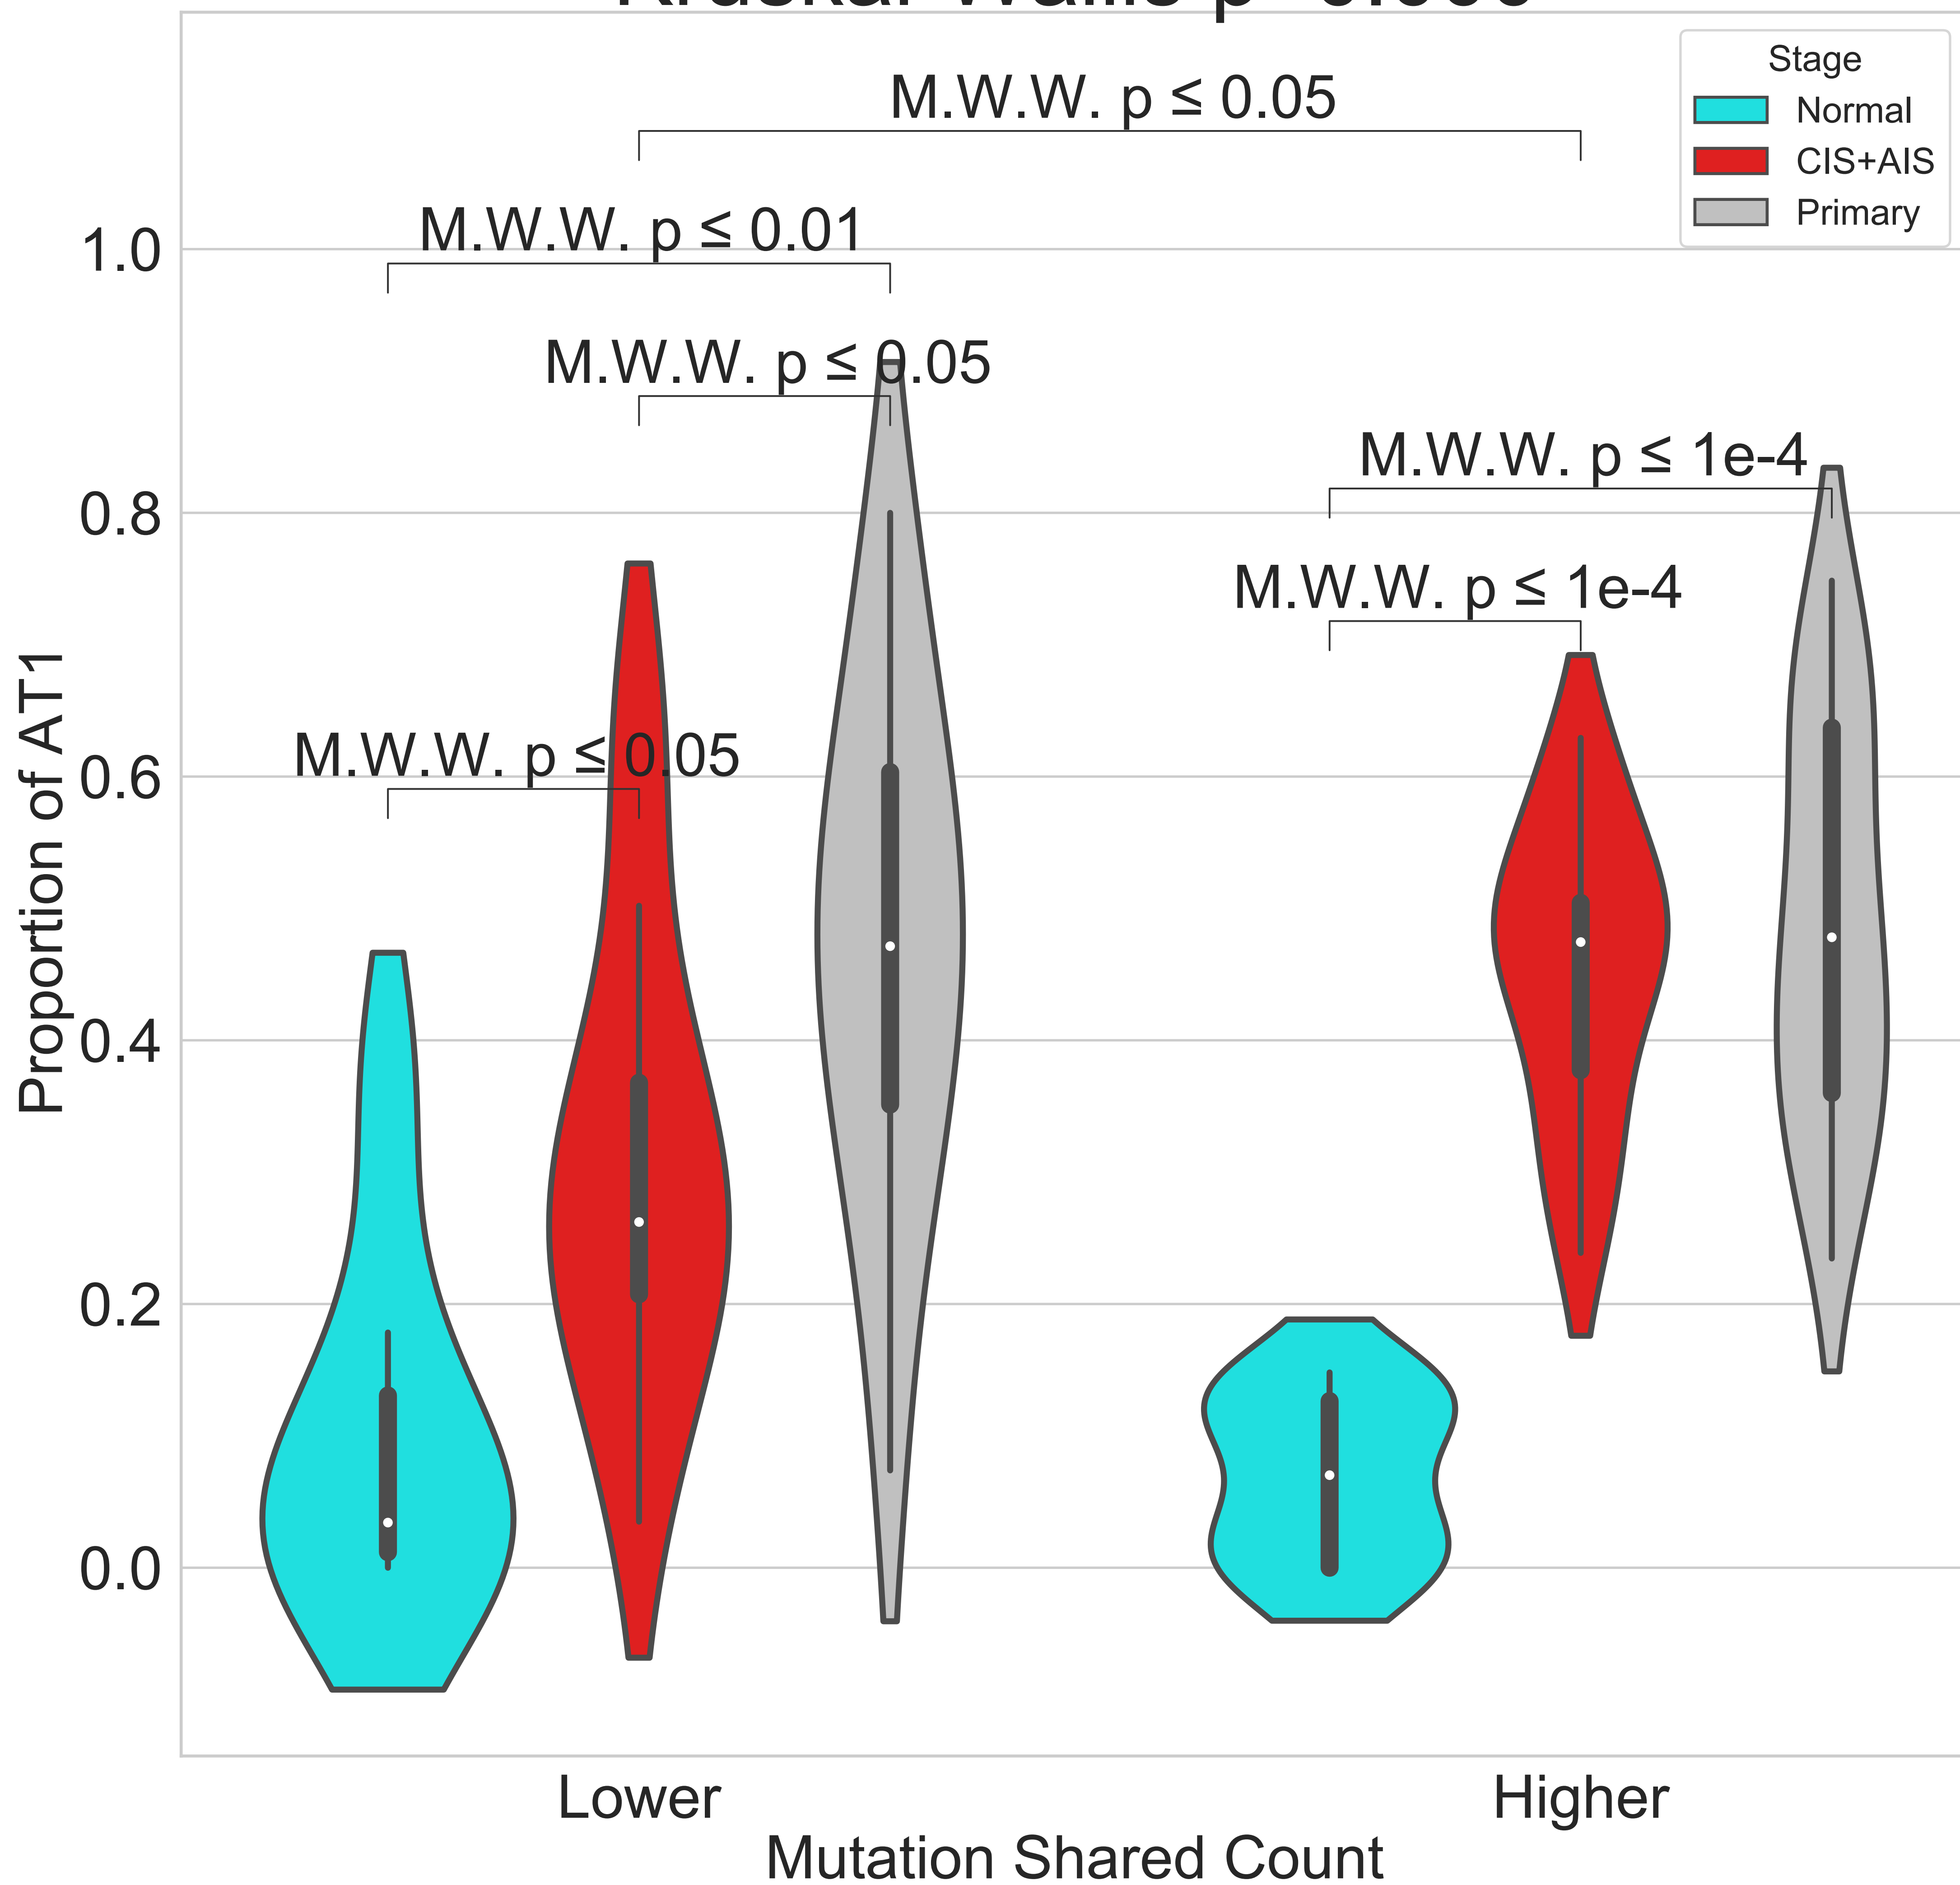 Stage
Normal
CIS+AIS
Primary
M.W.W. p ≤ 0.05
M.W.W. p ≤ 0.01
M.W.W. p ≤ 0.05
M.W.W. p ≤ 1e-4
M.W.W. p ≤ 1e-4
M.W.W. p ≤ 0.05
Proportion of AT1
1.0
0.8
0.6
0.4
0.2
0.0
Lower
Higher
Mutation Shared Count